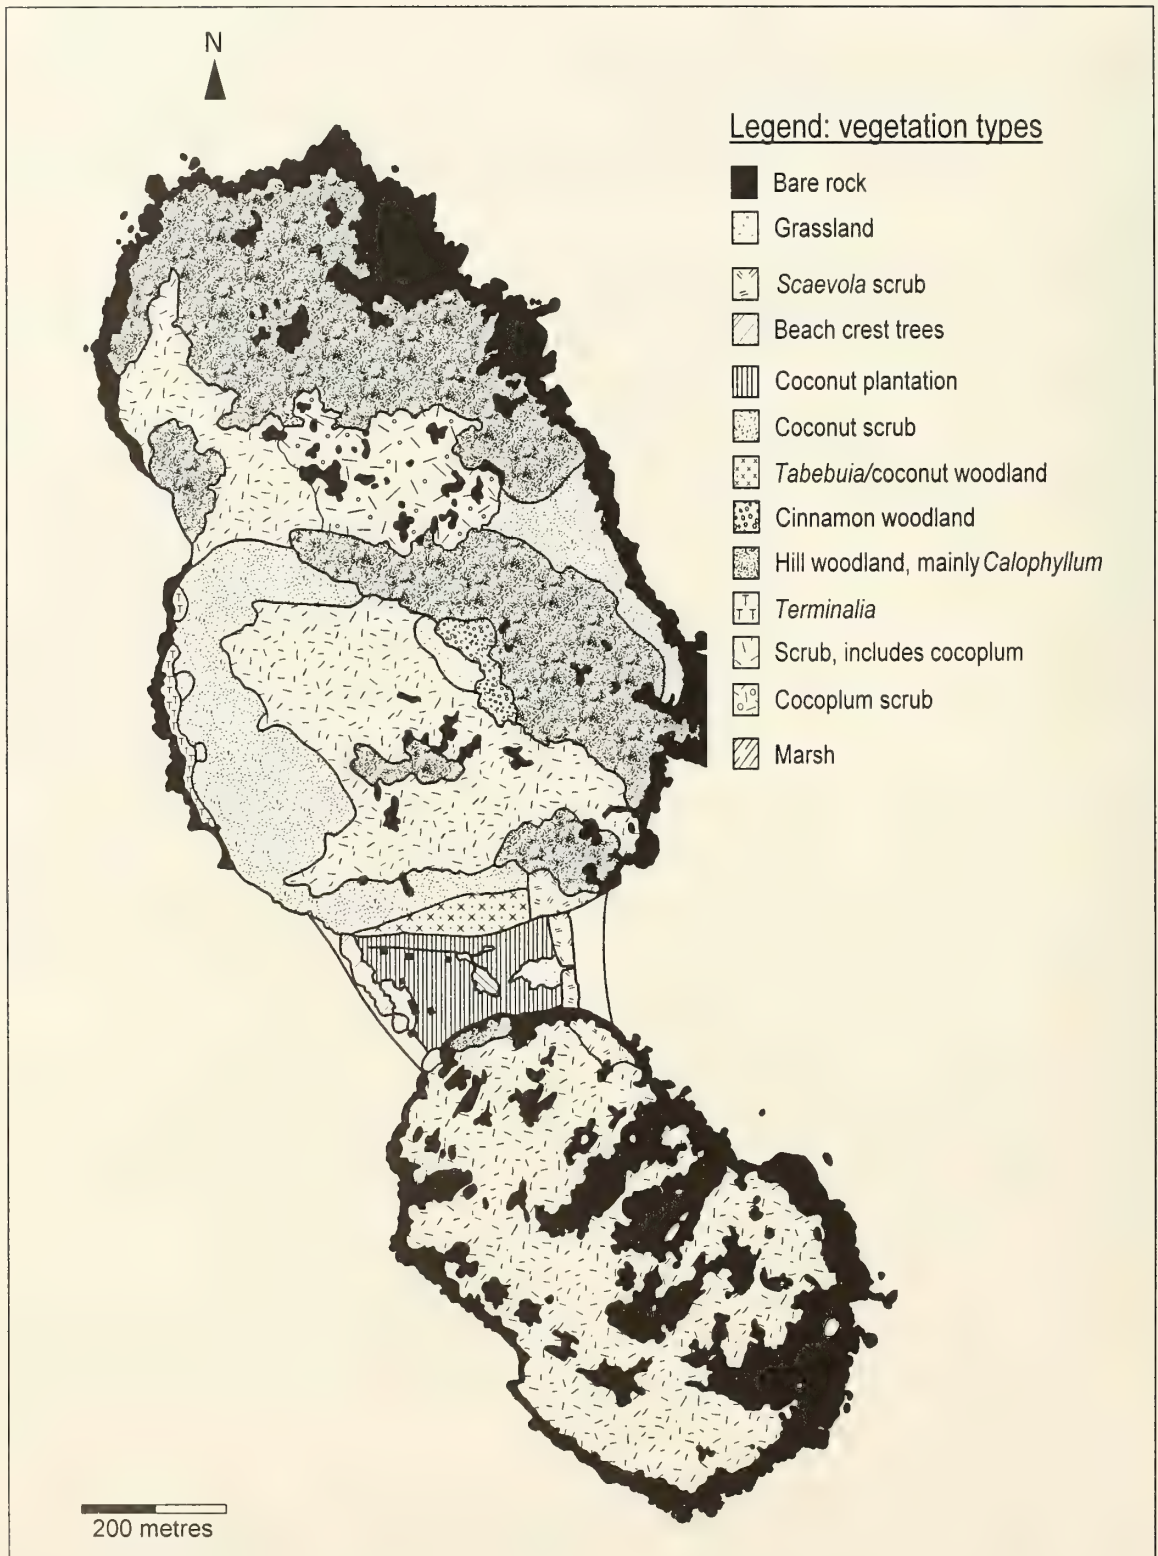 N
Legend: vegetation types
Bare rock
Grassland
Scaevola scrub
Beach crest trees
Coconut plantation
Coconut scrub
Tabebuia/coconut woodland
Cinnamon woodland
Hill woodland, mainly Calophyllum
Terminalia
Scrub, includes cocoplum
Cocoplum scrub
Marsh
200 metres